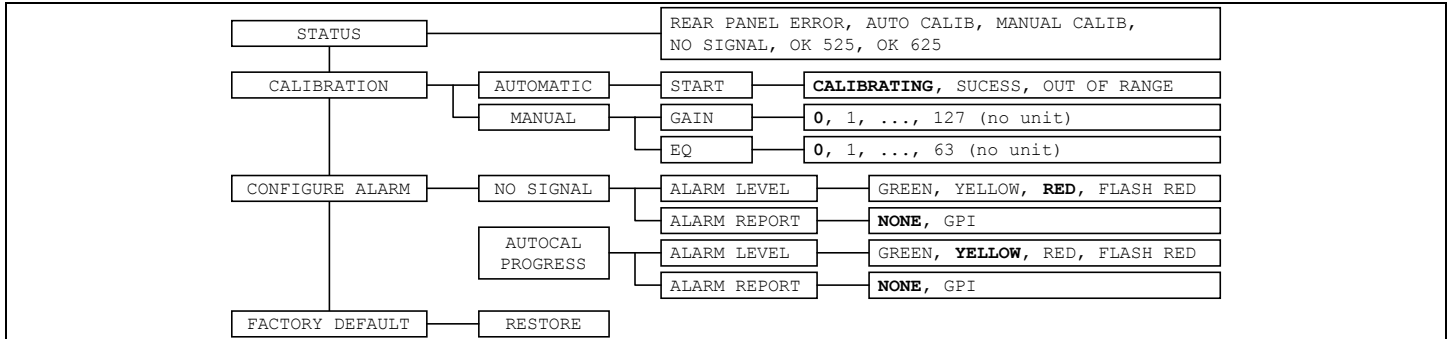 STATUS
REAR PANEL ERROR, AUTO CALIB, MANUAL CALIB,
NO SIGNAL, OK 525, OK 625
CALIBRATION
AUTOMATIC
START
CALIBRATING, SUCESS, OUT OF RANGE
MANUAL
GAIN
0, 1, ..., 127 (no unit)
EQ
0, 1, ..., 63 (no unit)
CONFIGURE ALARM
NO SIGNAL
ALARM LEVEL
GREEN, YELLOW, RED, FLASH RED
ALARM REPORT
NONE, GPI
AUTOCAL
PROGRESS
ALARM LEVEL
GREEN, YELLOW, RED, FLASH RED
ALARM REPORT
NONE, GPI
FACTORY DEFAULT
RESTORE